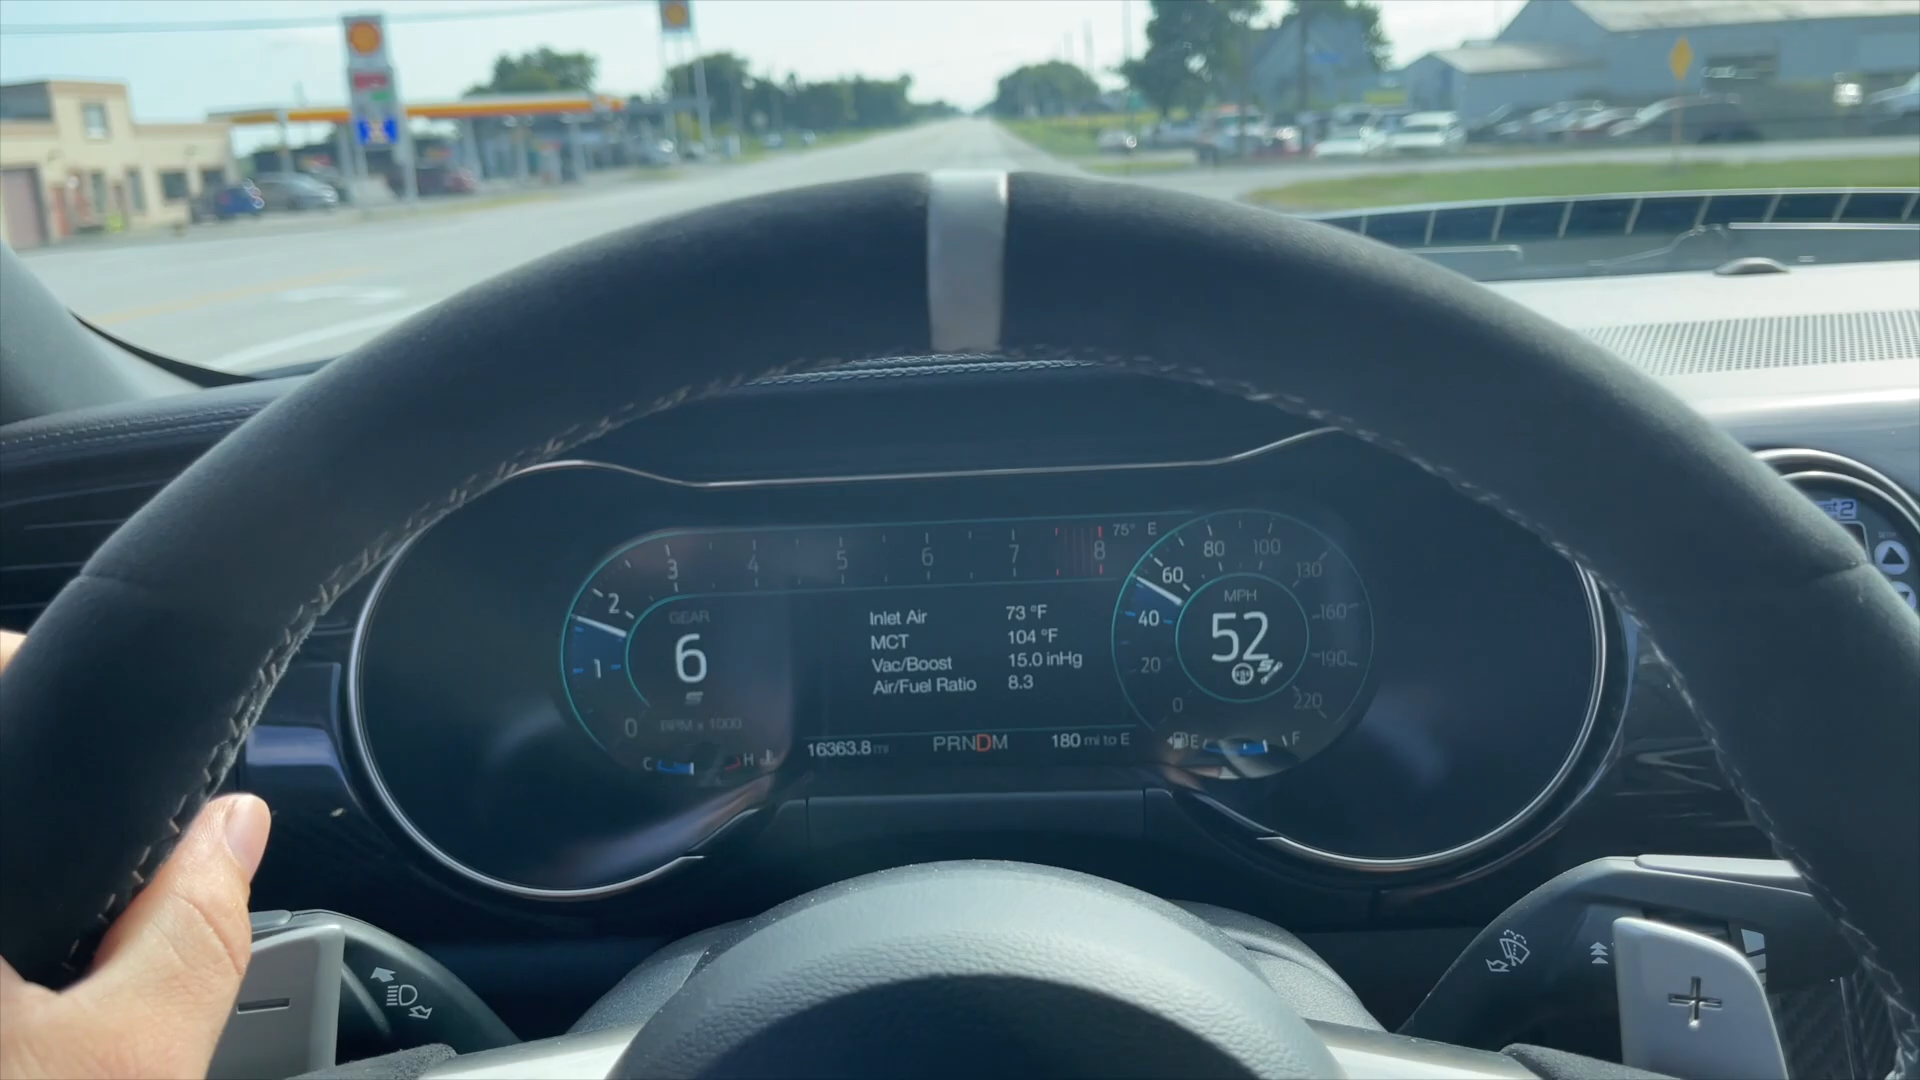 3 4 5 6 7 8 75° E
2
1
0
GEAR
6
RPM x 1000
C H
Inlet Air 73 °F
MCT 104 °F
Vac/Boost 15.0 inHg
Air/Fuel Ratio 8.3
16363.8 mi PRNDM 180 mi to E
0 20 40 60 80 100 130 160 190 220
MPH
52
E F